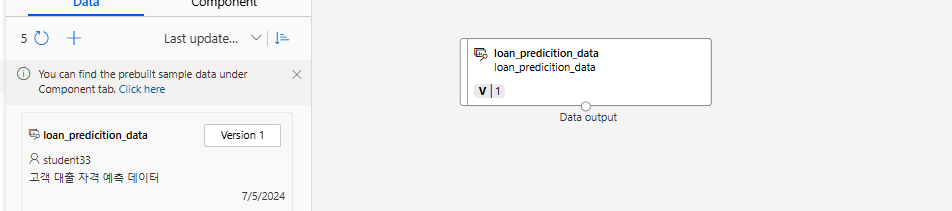 Data
Component
5
Last update...
You can find the prebuilt sample data under
Component tab. Click here
loan_predicition_data
Version 1
student33
고객 대출 자격 예측 데이터
7/5/2024
loan_predicition_data
loan_predicition_data
V | 1
Data output